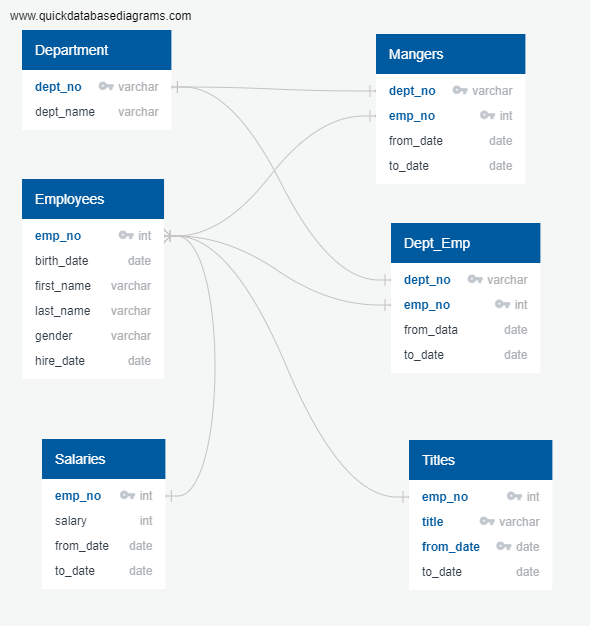 www.quickdatabasediagrams.com
Department
dept_no varchar
dept_name varchar
Employees
emp_no int
birth_date date
first_name varchar
last_name varchar
gender varchar
hire_date date
Salaries
emp_no int
salary int
from_date date
to_date date
Mangers
dept_no varchar
emp_no int
from_date date
to_date date
Dept_Emp
dept_no varchar
emp_no int
from_data date
to_date date
Titles
emp_no int
title varchar
from_date date
to_date date